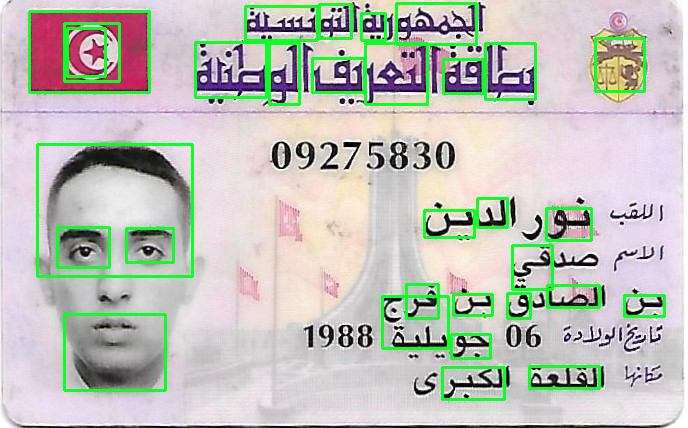 الجمهورية التونسية
بطاقة التعريف الوطنية
09275830
اللقب نور الدين
الاسم صدقي
بن الصادق بن فرج
تاريخ الولادة 06 جويلية 1988
مكانها القلعة الكبرى